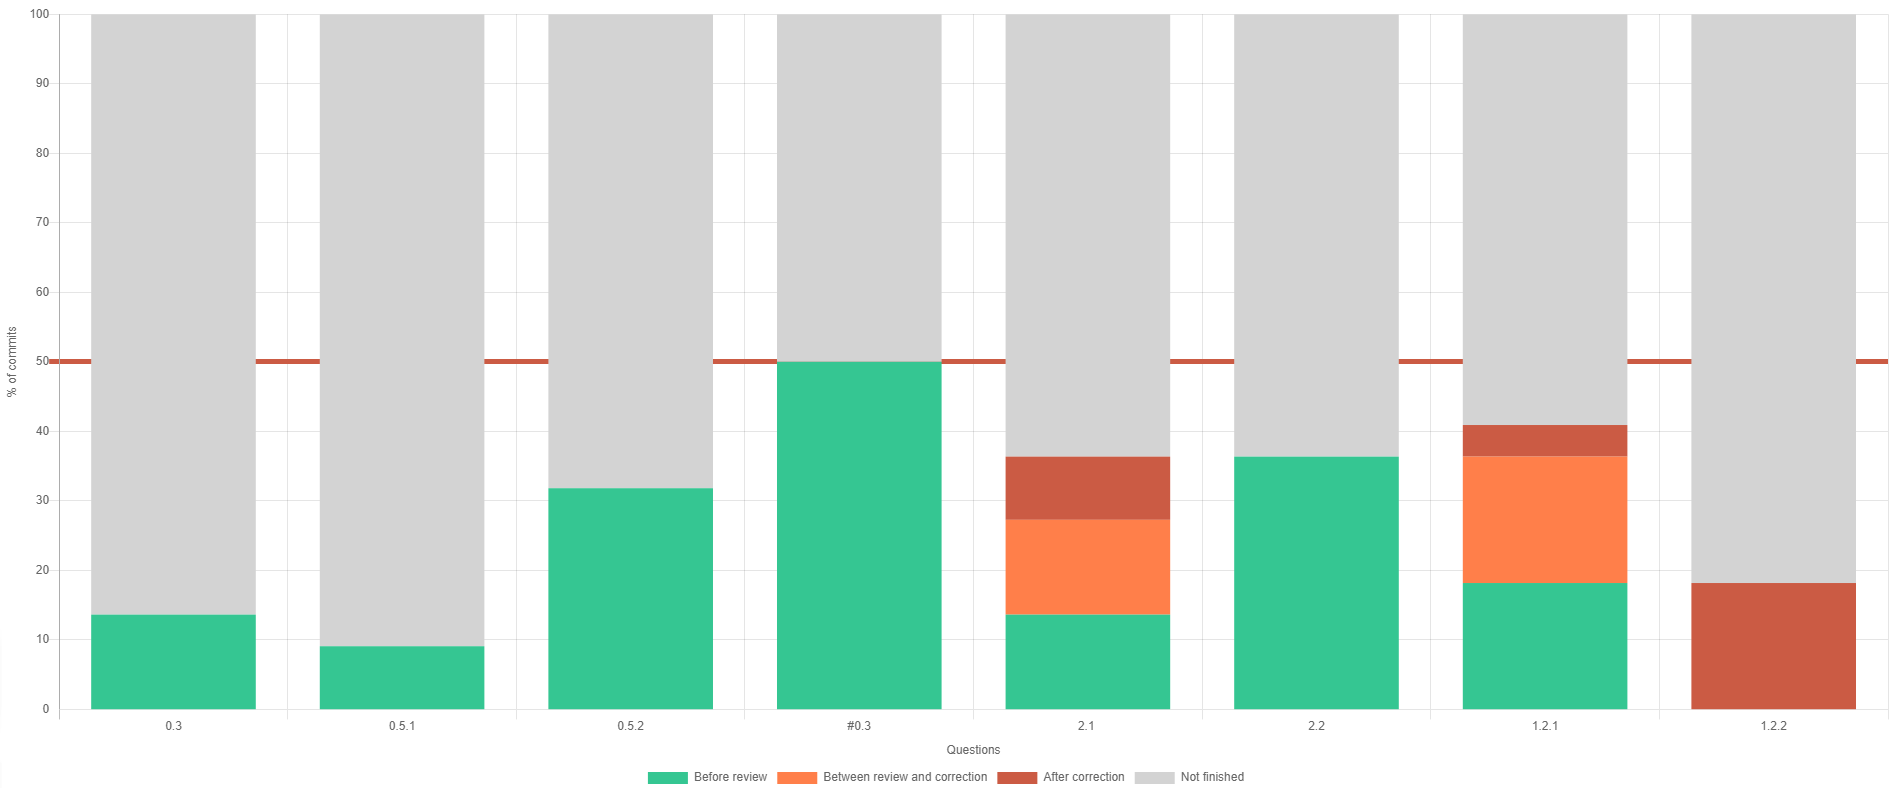 100
90
80
70
60
50
40
30
20
10
0
% of commits
0.3 0.5.1 0.5.2 #0.3 2.1 2.2 1.2.1 1.2.2
Questions
Before review Between review and correction After correction Not finished